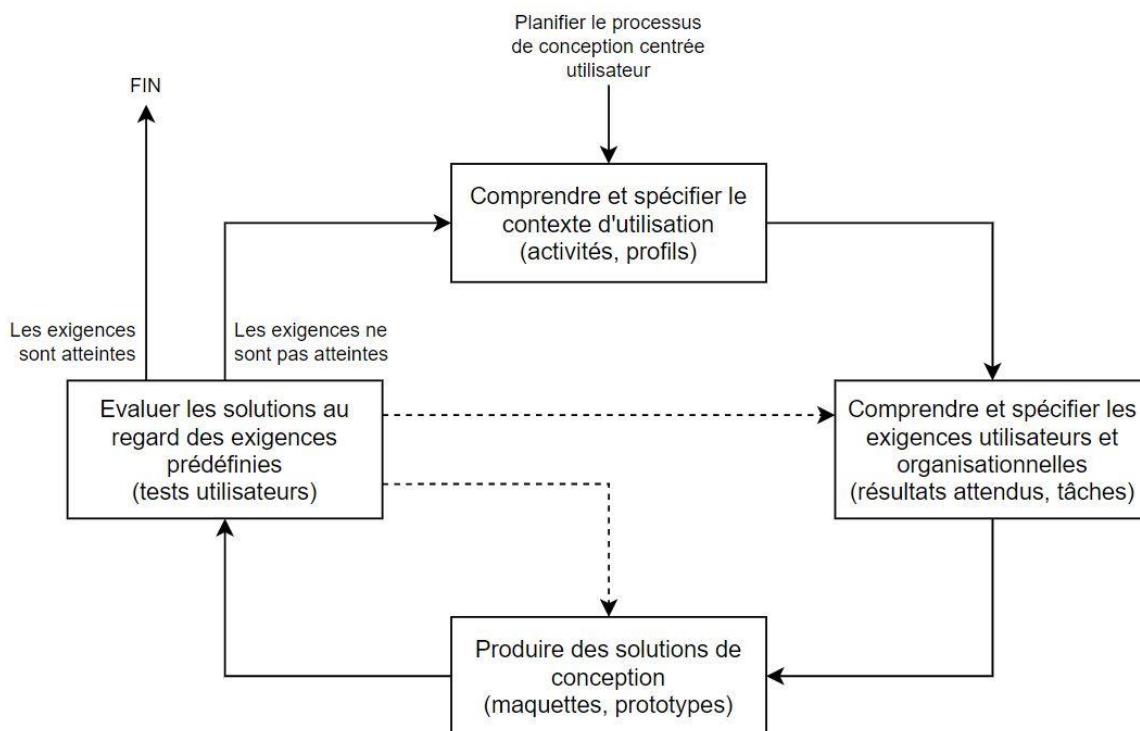 Planifier le processus
de conception centrée
utilisateur
FIN
Comprendre et spécifier le
contexte d'utilisation
(activités, profils)
Les exigences
sont atteintes
Les exigences ne
sont pas atteintes
Evaluer les solutions au
regard des exigences
prédéfinies
(tests utilisateurs)
Comprendre et spécifier les
exigences utilisateurs et
organisationnelles
(résultats attendus, tâches)
Produire des solutions de
conception
(maquettes, prototypes)